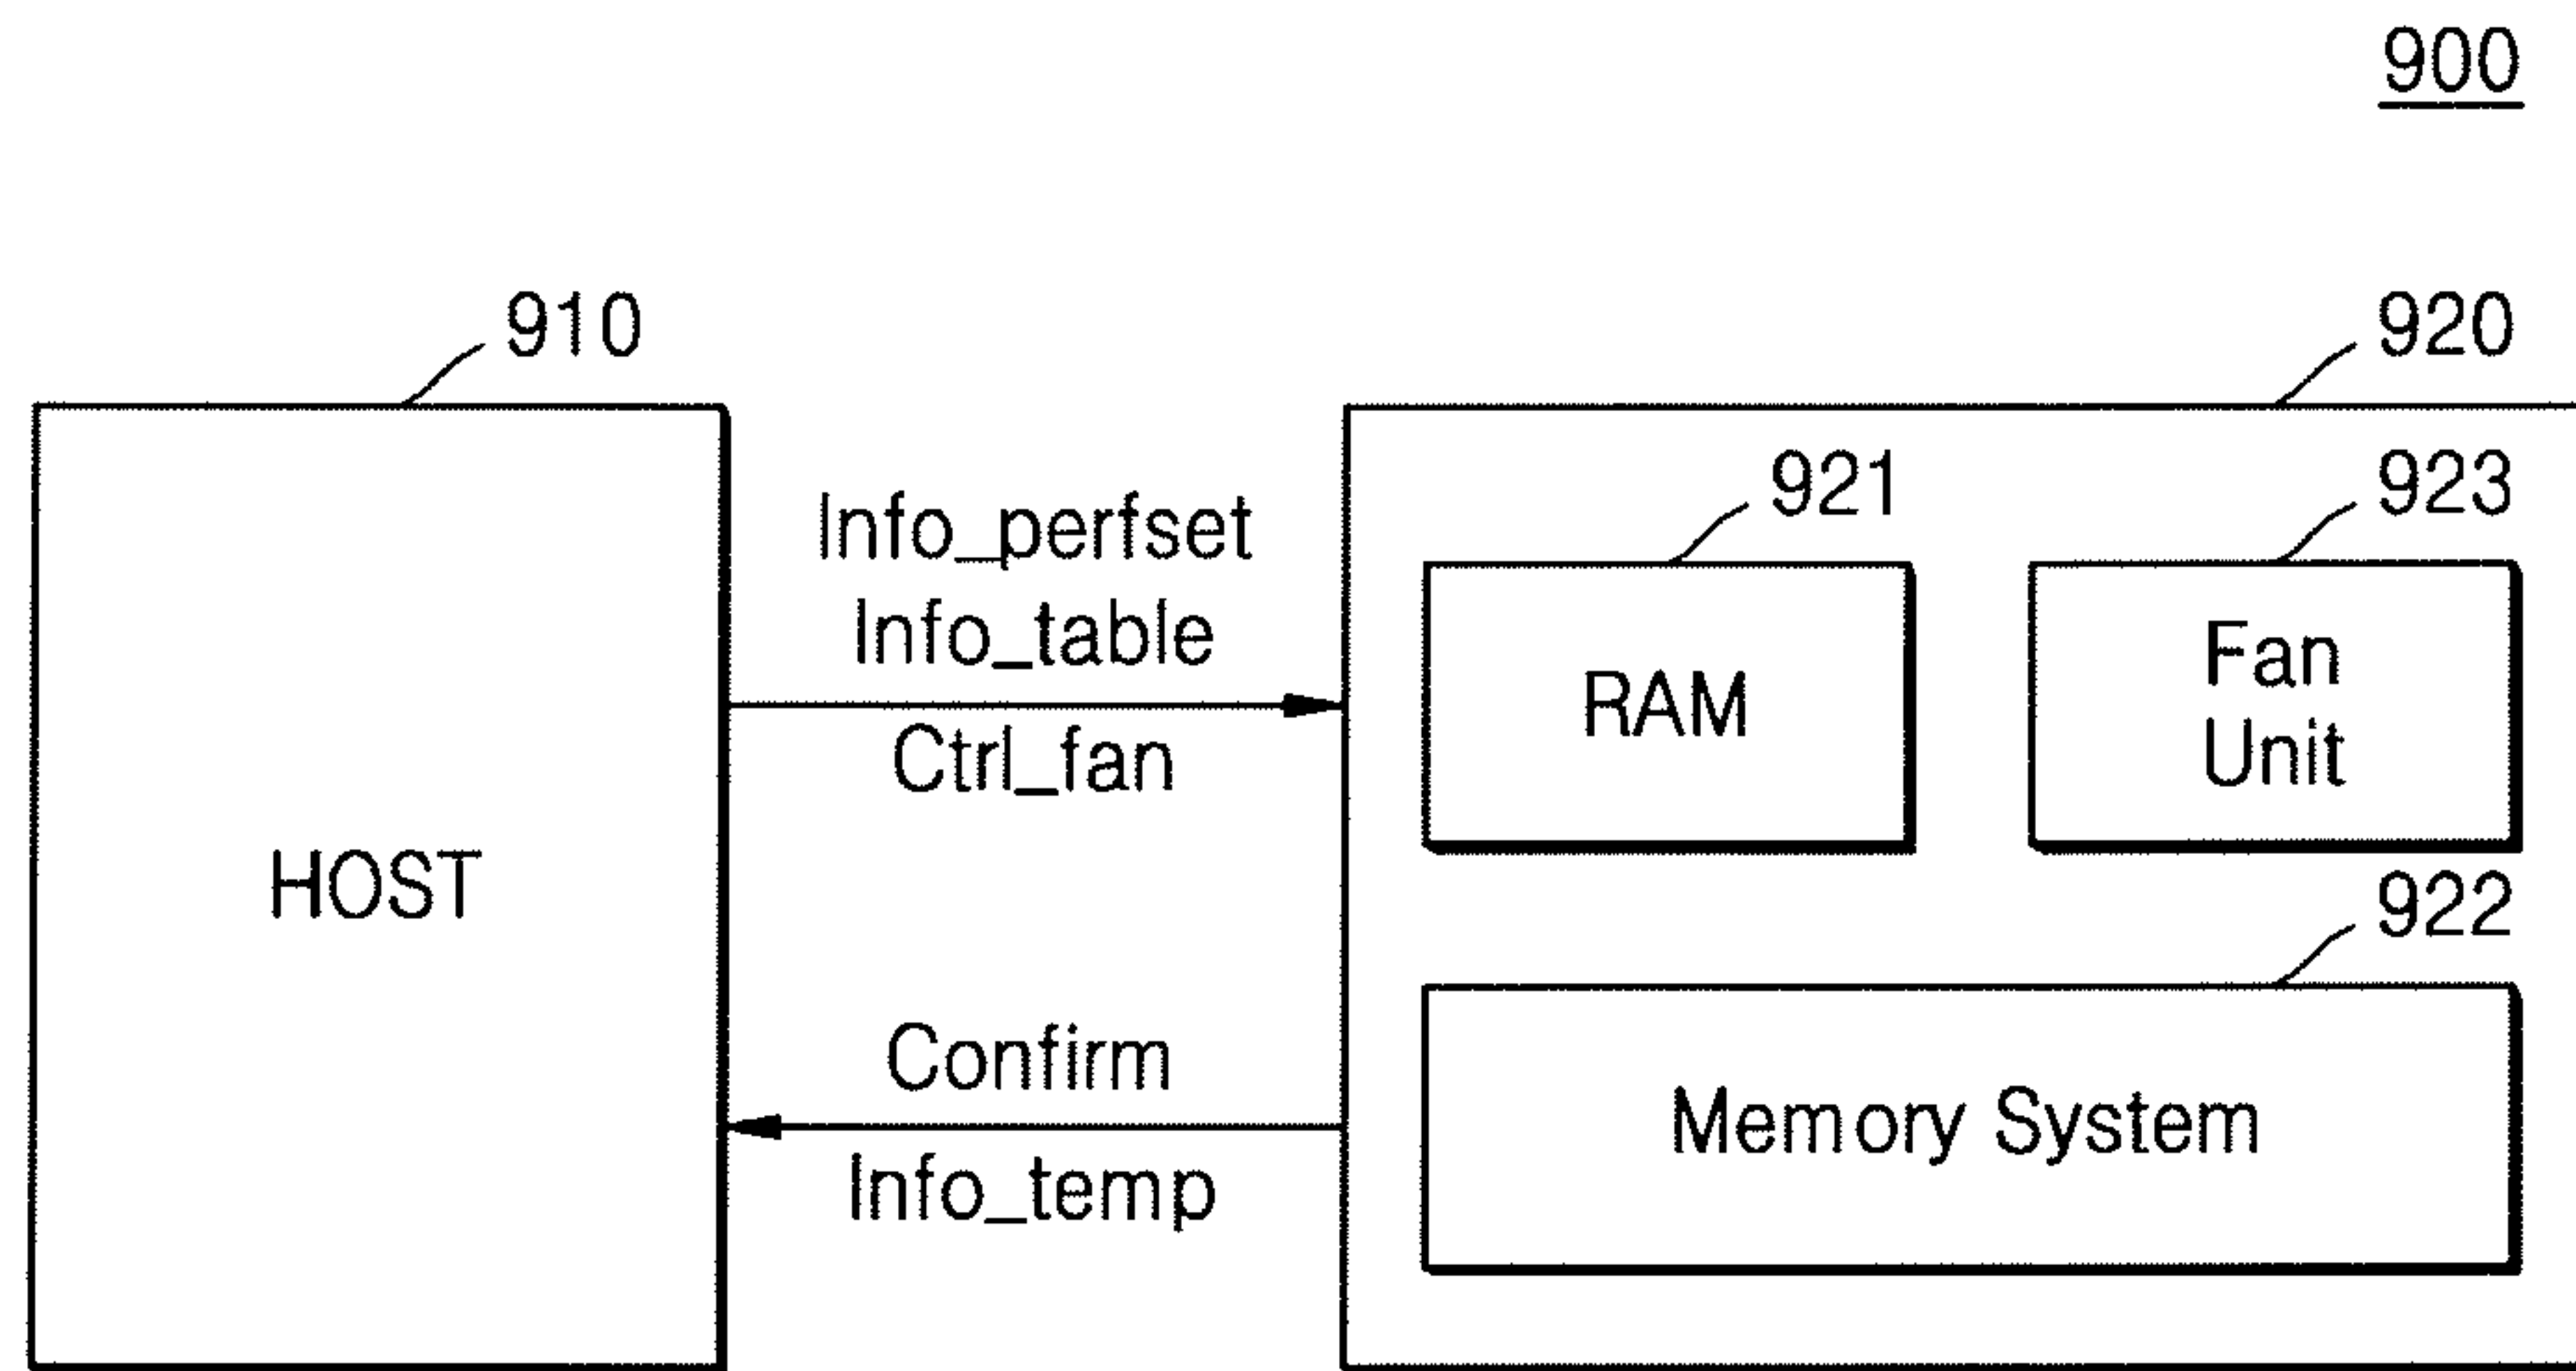 900
910
920
Info_perfset
Info_table
Ctrl_fan
HOST
Confirm
Info_temp
921
923
RAM
Fan
Unit
922
Memory System